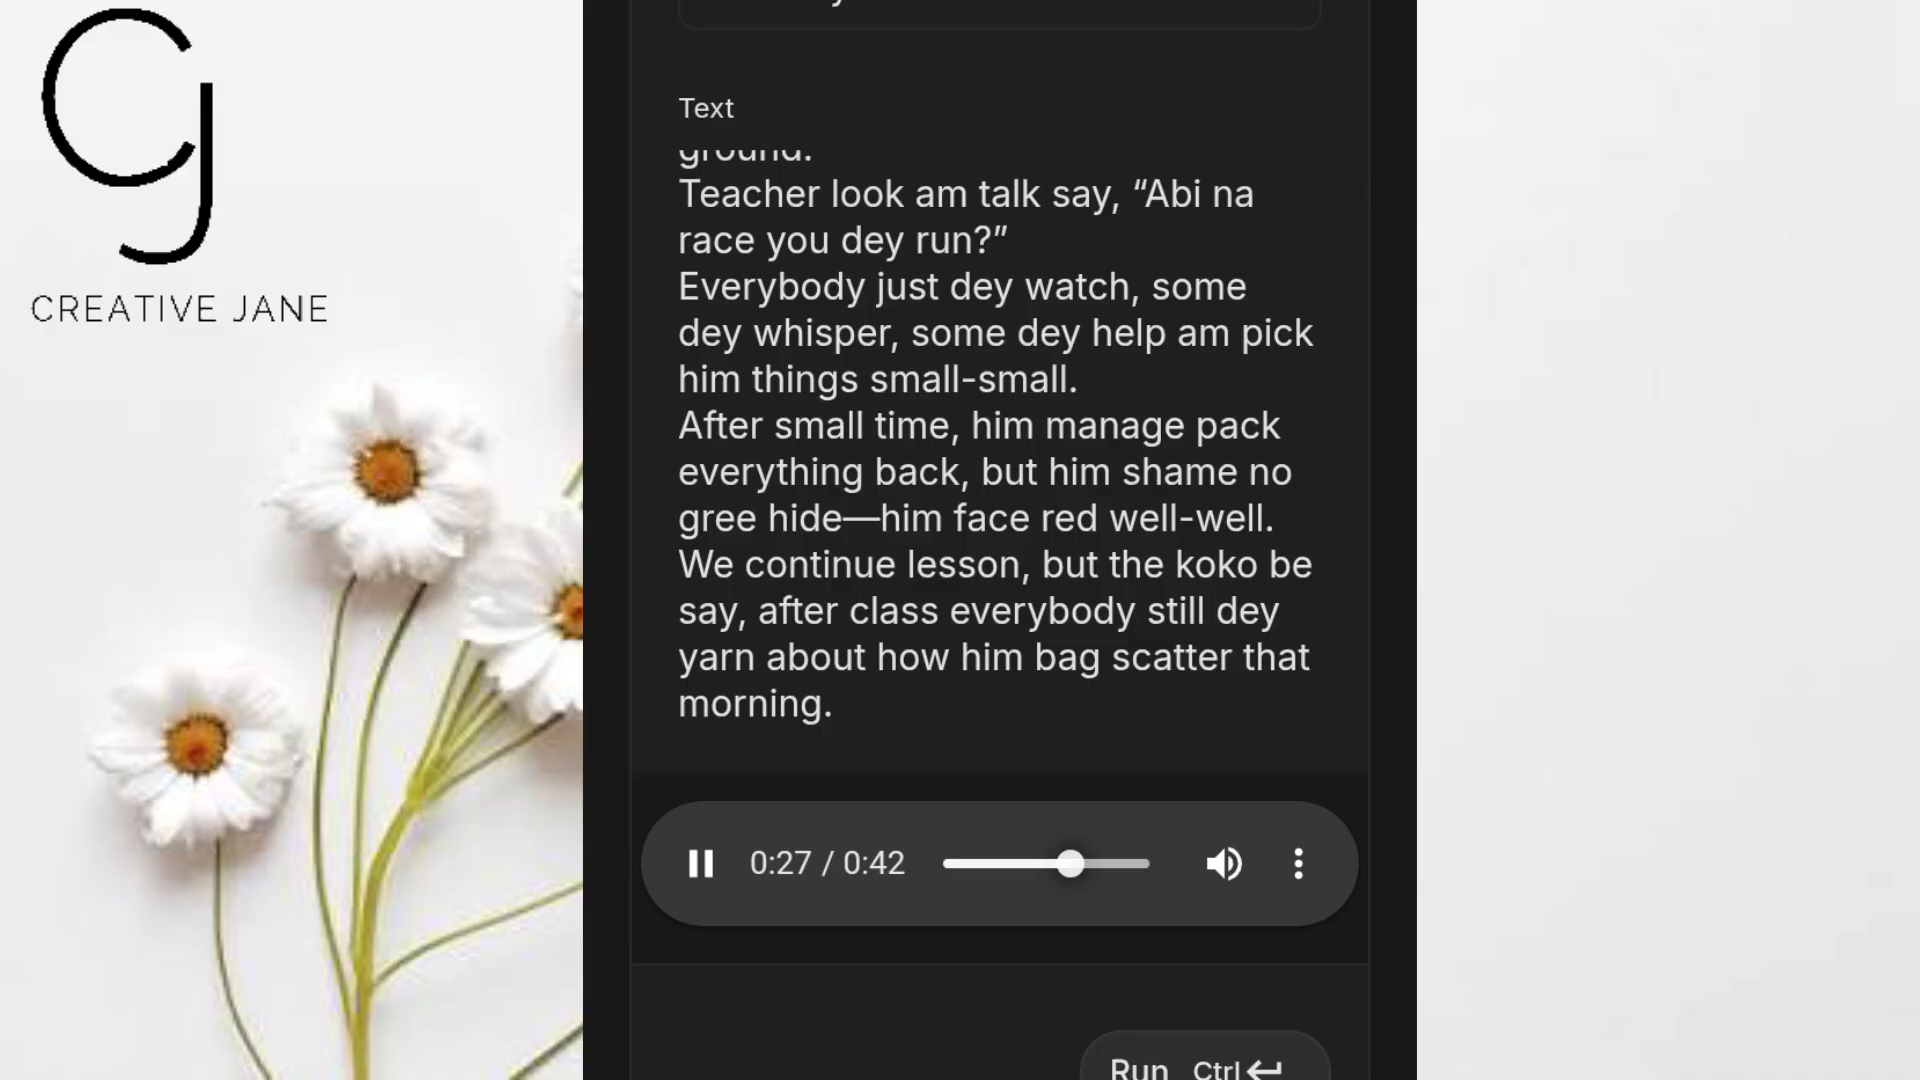 CREATIVE JANE
Text
ground.
Teacher look am talk say, “Abi na
race you dey run?”
Everybody just dey watch, some
dey whisper, some dey help am pick
him things small-small.
After small time, him manage pack
everything back, but him shame no
gree hide—him face red well-well.
We continue lesson, but the koko be
say, after class everybody still dey
yarn about how him bag scatter that
morning.
0:27 / 0:42
Run Ctrl↵